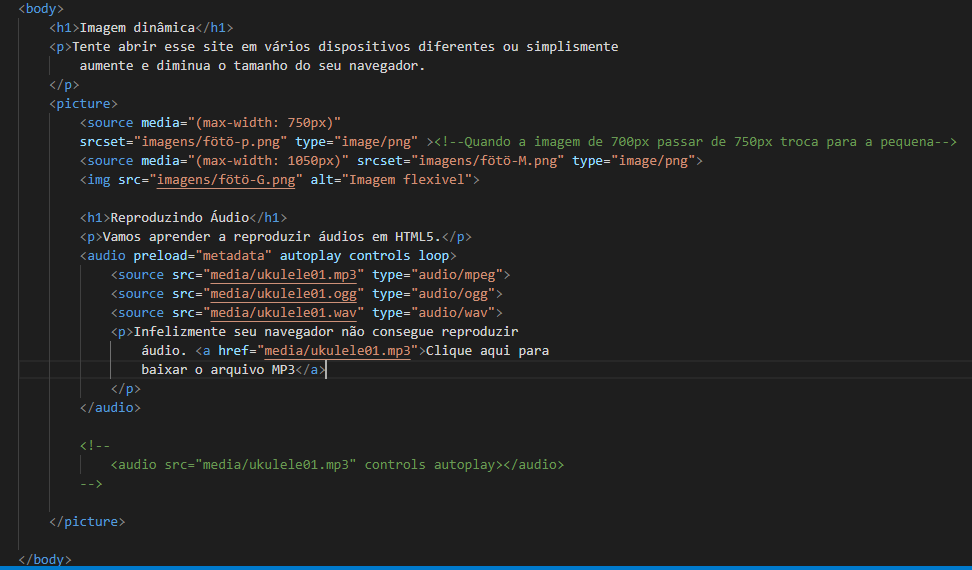 <body>
<h1>Imagem dinâmica</h1>
<p>Tente abrir esse site em vários dispositivos diferentes ou simplismente
aumente e diminua o tamanho do seu navegador.
</p>
<picture>
<source media="(max-width: 750px)"
srcset="imagens/fötö-p.png" type="image/png" ><!--Quando a imagem de 700px passar de 750px troca para a pequena-->
<source media="(max-width: 1050px)" srcset="imagens/fötö-M.png" type="image/png">
<img src="imagens/fötö-G.png" alt="Imagem flexivel">
<h1>Reproduzindo Áudio</h1>
<p>Vamos aprender a reproduzir áudios em HTML5.</p>
<audio preload="metadata" autoplay controls loop>
<source src="media/ukulele01.mp3" type="audio/mpeg">
<source src="media/ukulele01.ogg" type="audio/ogg">
<source src="media/ukulele01.wav" type="audio/wav">
<p>Infelizmente seu navegador não consegue reproduzir
áudio. <a href="media/ukulele01.mp3">Clique aqui para
baixar o arquivo MP3</a>
</p>
</audio>
<!--
<audio src="media/ukulele01.mp3" controls autoplay></audio>
-->
</picture>
</body>